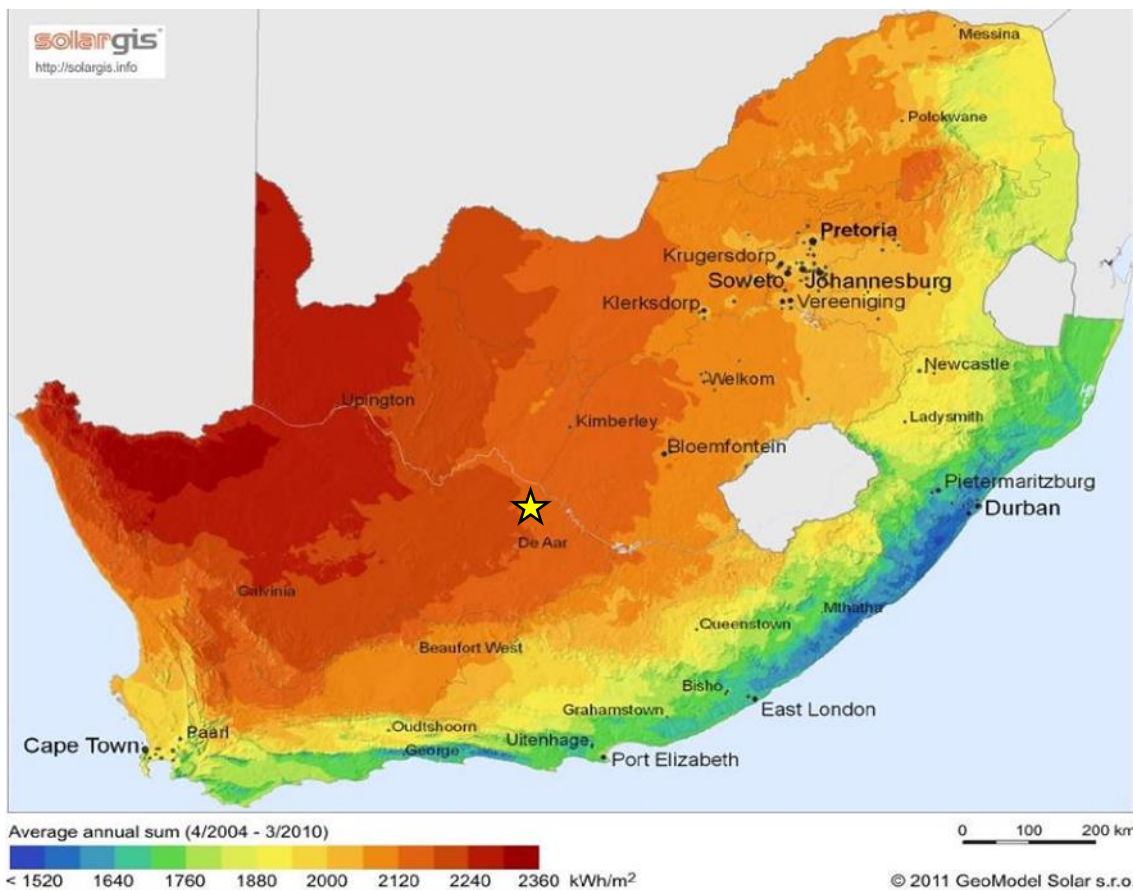 solargis
http://solargis.info
Messina
Polokwane
Pretoria
Krugersdorp
Soweto
Johannesburg
Klerksdorp
Vereeniging
Newcastle
Welkom
Upington
Kimberley
Ladysmith
Bloemfontein
Pietermaritzburg
Durban
De Aar
Calvinia
Mthatha
Queenstown
Beaufort West
Bisho
East London
Grahamstown
Oudtshoorn
Paarl
Cape Town
George
Uitenhage
Port Elizabeth
Average annual sum (4/2004 - 3/2010)
0 100 200 km
< 1520 1640 1760 1880 2000 2120 2240 2360 kWh/m²
© 2011 GeoModel Solar s.r.o.